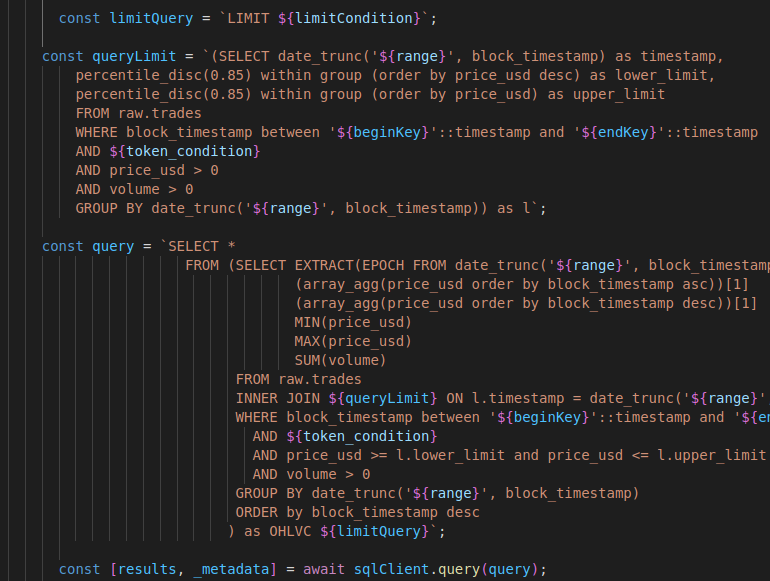 const limitQuery = `LIMIT ${limitCondition}`;
const queryLimit = `(SELECT date_trunc('${range}', block_timestamp) as timestamp,
percentile_disc(0.85) within group (order by price_usd desc) as lower_limit,
percentile_disc(0.85) within group (order by price_usd) as upper_limit
FROM raw.trades
WHERE block_timestamp between '${beginKey}'::timestamp and '${endKey}'::timestamp
AND ${token_condition}
AND price_usd > 0
AND volume > 0
GROUP BY date_trunc('${range}', block_timestamp)) as l`;
const query = `SELECT *
FROM (SELECT EXTRACT(EPOCH FROM date_trunc('${range}', block_timestamp
(array_agg(price_usd order by block_timestamp asc))[1]
(array_agg(price_usd order by block_timestamp desc))[1]
MIN(price_usd)
MAX(price_usd)
SUM(volume)
FROM raw.trades
INNER JOIN ${queryLimit} ON l.timestamp = date_trunc('${range}'
WHERE block_timestamp between '${beginKey}'::timestamp and '${en
AND ${token_condition}
AND price_usd >= l.lower_limit and price_usd <= l.upper_limit
AND volume > 0
GROUP BY date_trunc('${range}', block_timestamp)
ORDER by block_timestamp desc
) as OHLVC ${limitQuery}`;
const [results, _metadata] = await sqlClient.query(query);